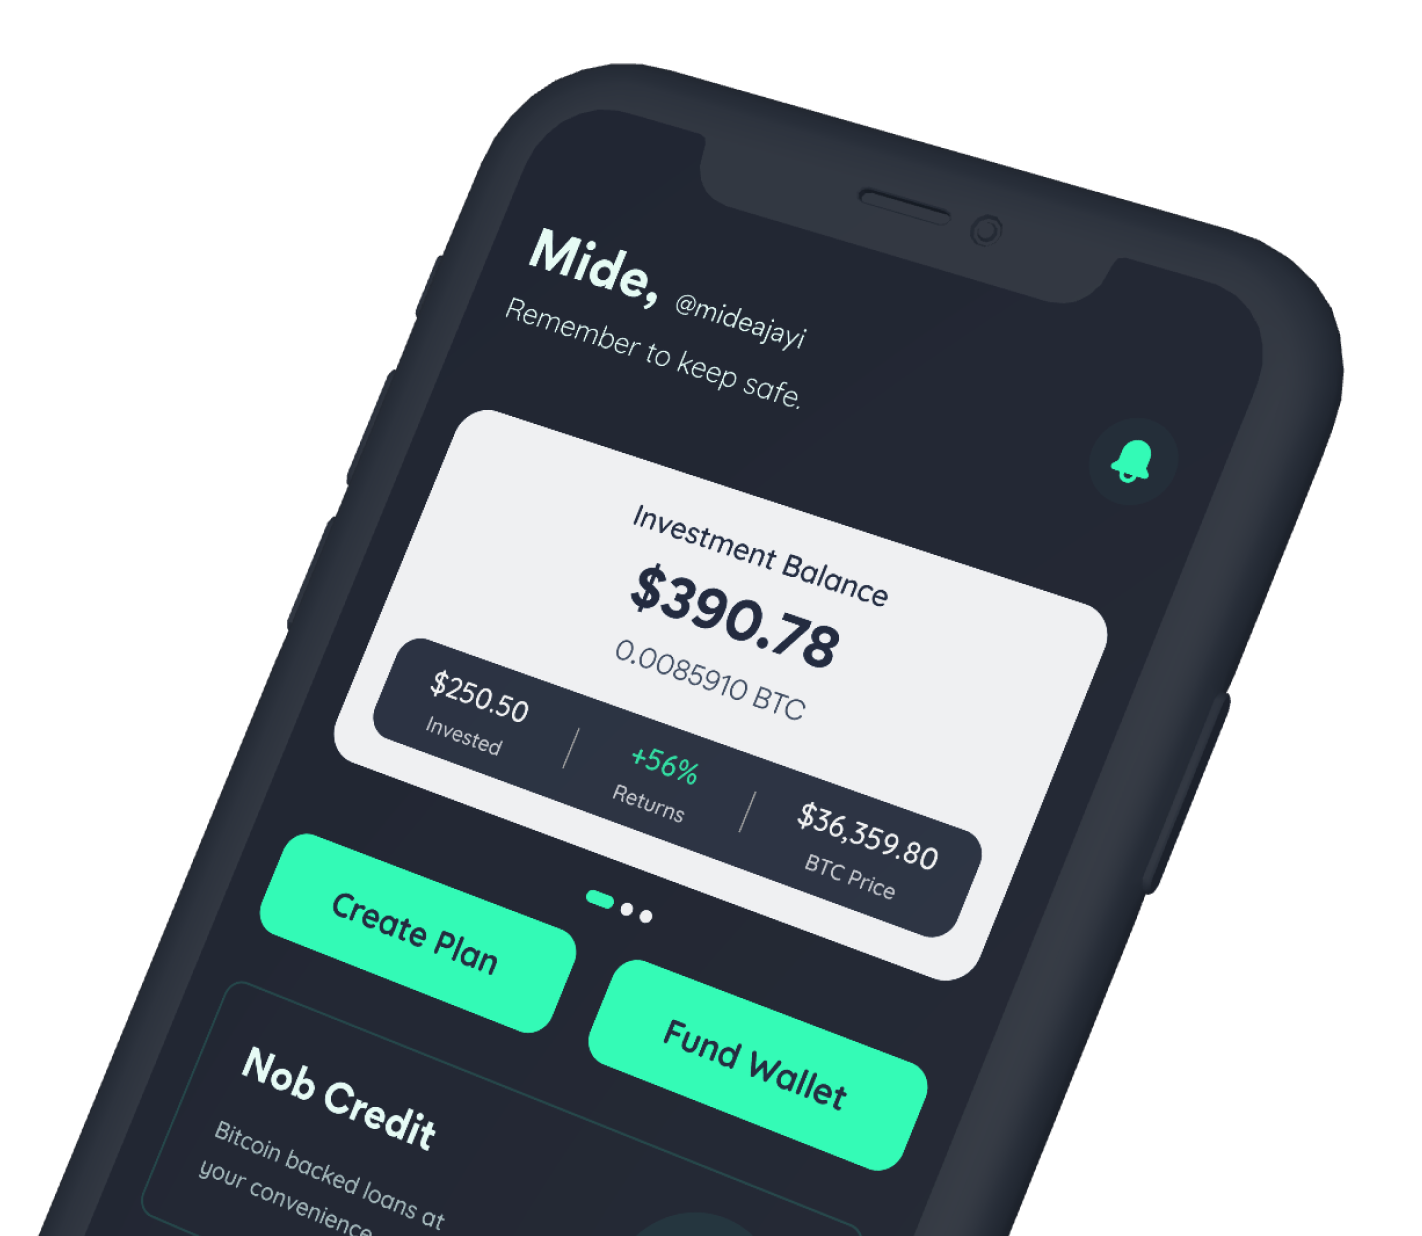 Mide, @mideajayi
Remember to keep safe.
Investment Balance
$390.78
0.0085910 BTC
$250.50
Invested
+56%
Returns
$36,359.80
BTC Price
Create Plan
Fund Wallet
Nob Credit
Bitcoin backed loans at
your convenience